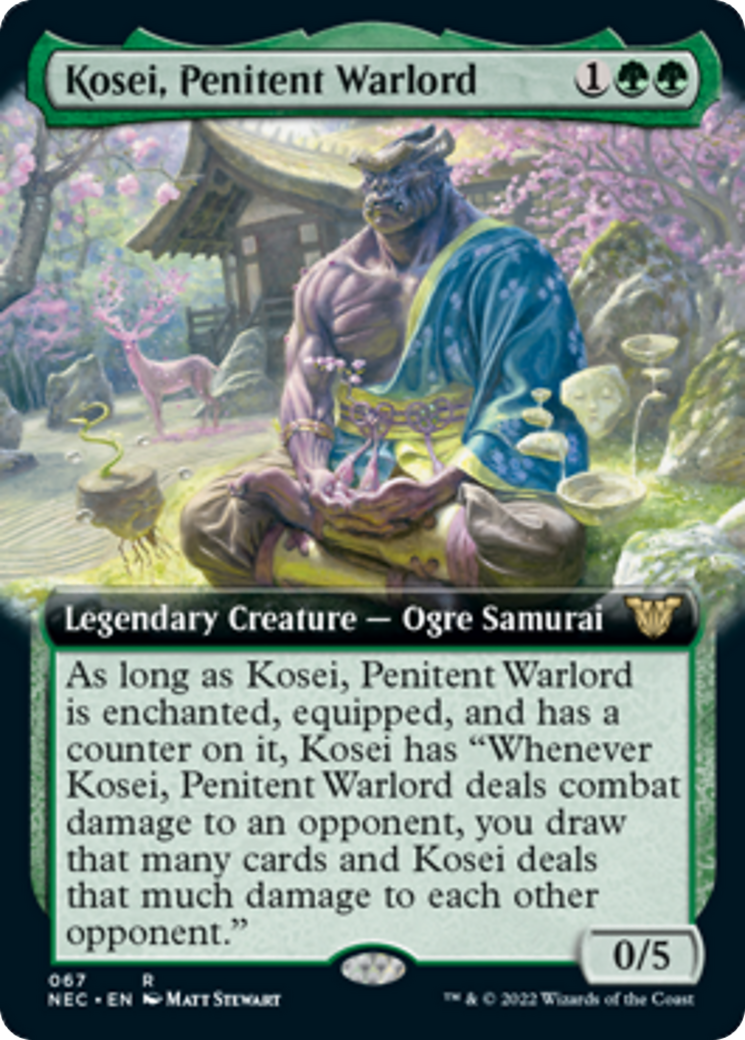 Kosei, Penitent Warlord 1
Legendary Creature — Ogre Samurai
As long as Kosei, Penitent Warlord
is enchanted, equipped, and has a
counter on it, Kosei has “Whenever
Kosei, Penitent Warlord deals combat
damage to an opponent, you draw
that many cards and Kosei deals
that much damage to each other
opponent.”
0/5
067 R
NEC • EN Matt Stewart
™ & © 2022 Wizards of the Coast